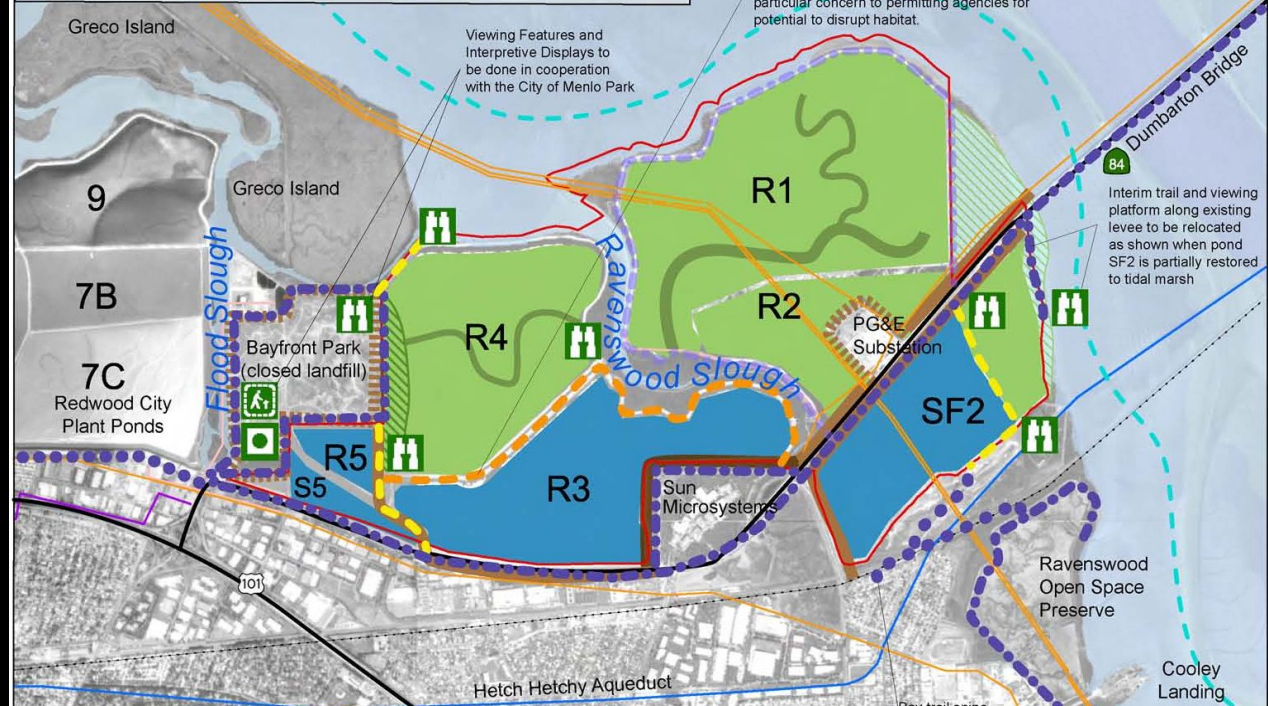 particular concern to permitting agencies for
potential to disrupt habitat.
Greco Island
Viewing Features and
Interpretive Displays to
be done in cooperation
with the City of Menlo Park
Dumbarton Bridge
84
R1
Greco Island
9
Interim trail and viewing
platform along existing
levee to be relocated
as shown when pond
SF2 is partially restored
to tidal marsh
Flood Slough
Ravenswood Slough
7B
R2
R4
PG&E
Substation
Bayfront Park
(closed landfill)
7C
Redwood City
Plant Ponds
SF2
R5
S5
R3
Sun
Microsystems
101
Ravenswood
Open Space
Preserve
Hetch Hetchy Aqueduct
Cooley
Landing